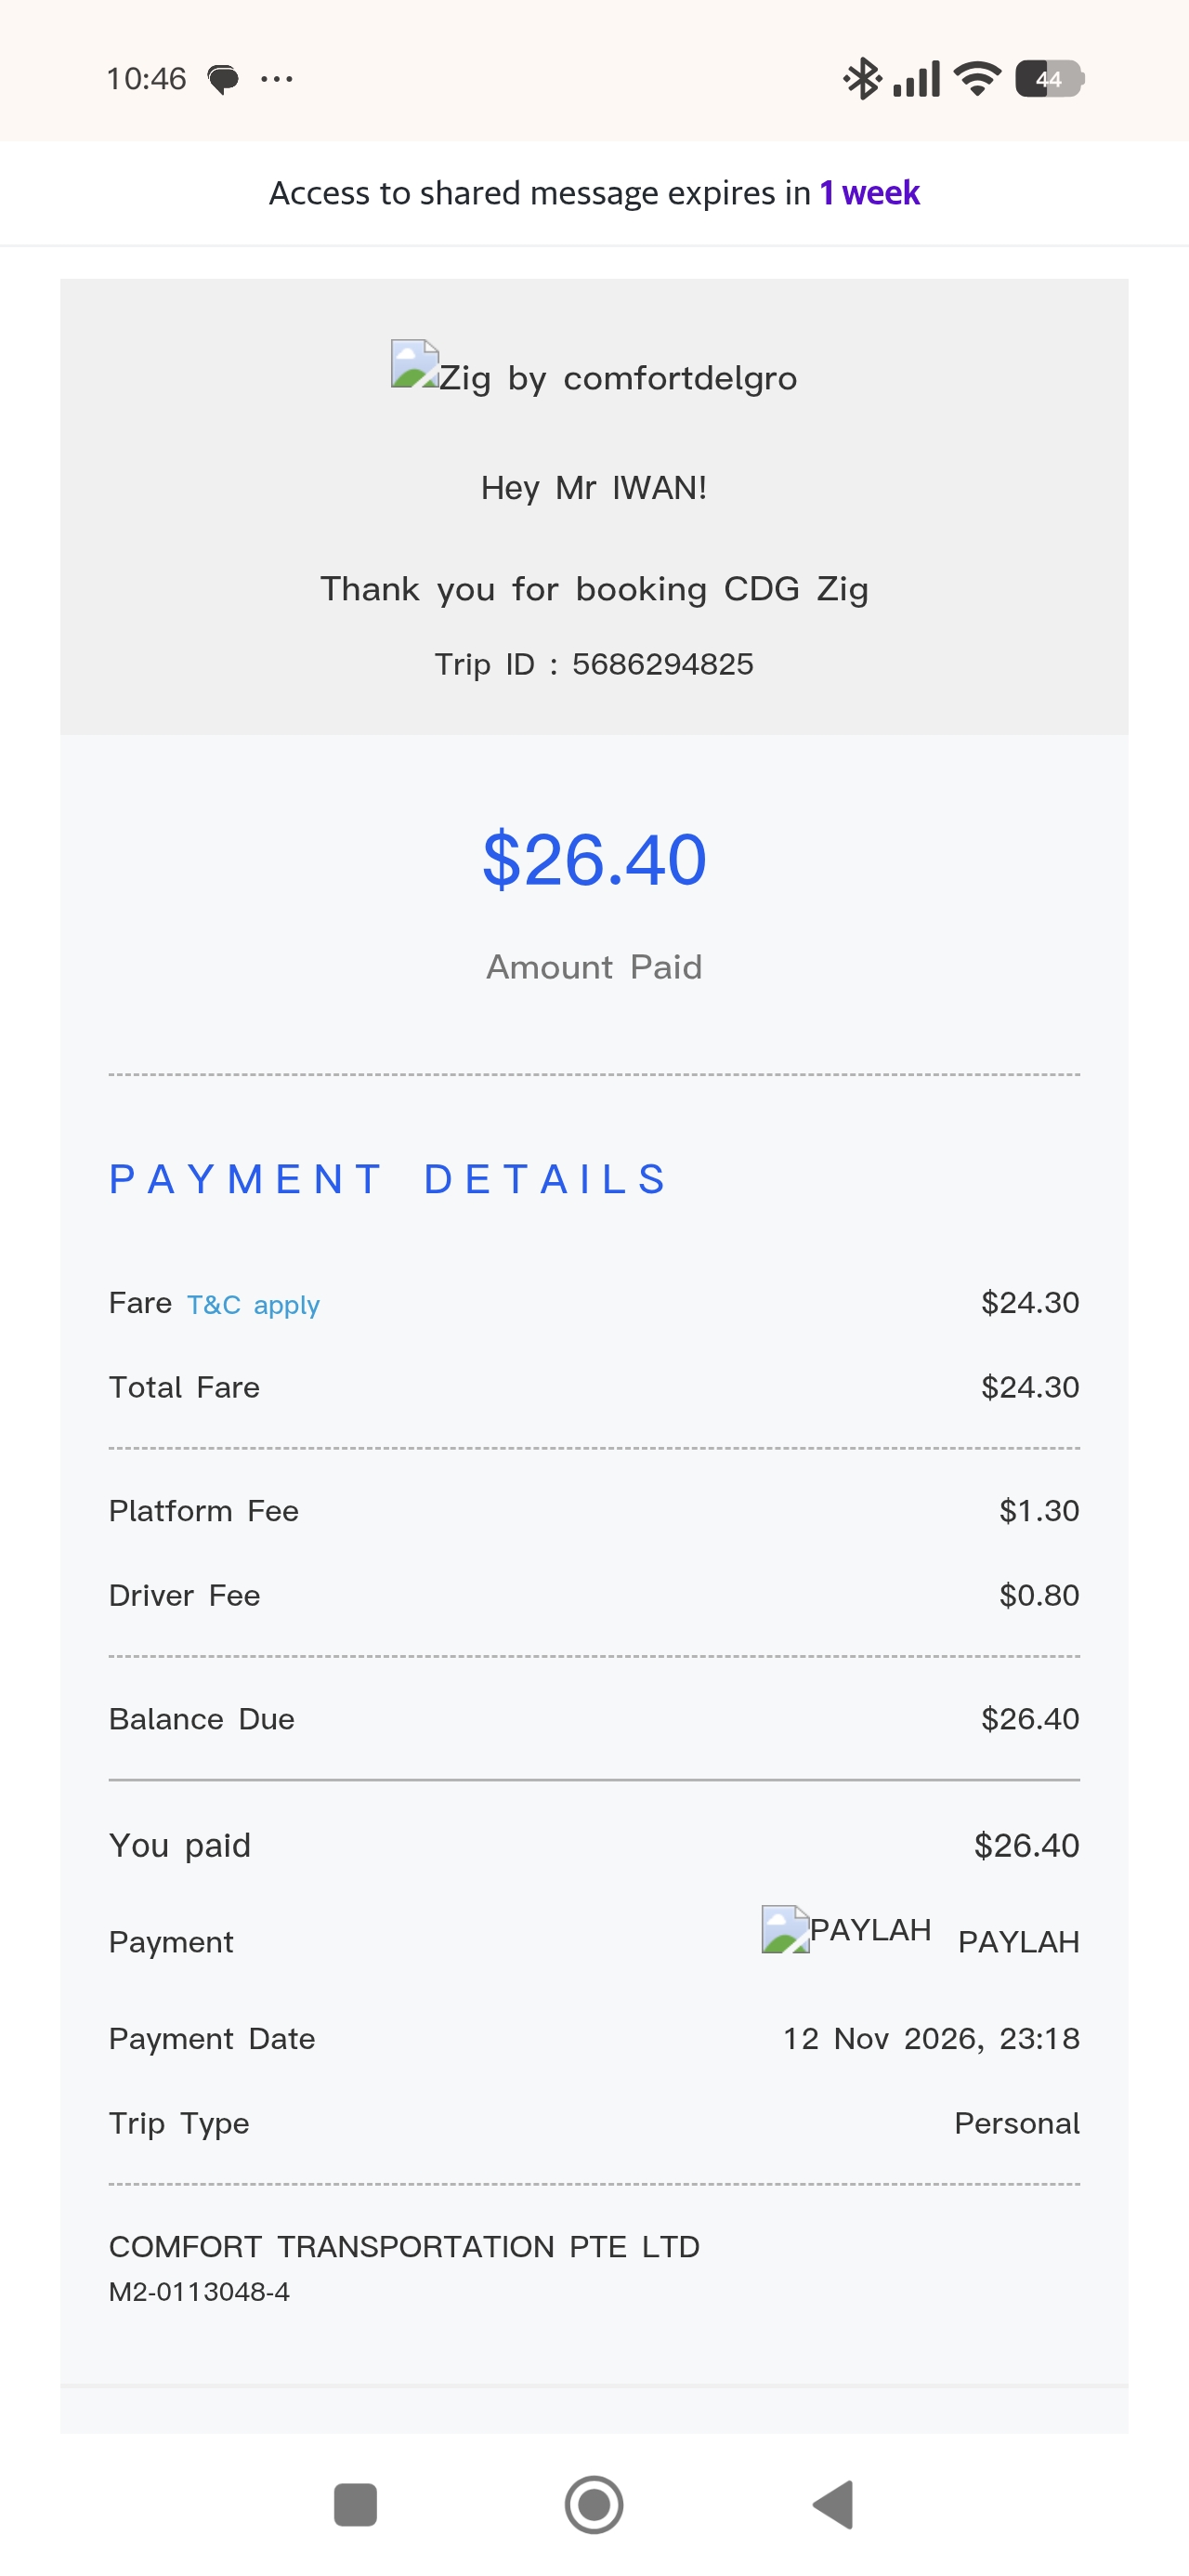 10:46
44
Access to shared message expires in 1 week
Zig by comfortdelgro
Hey Mr IWAN!
Thank you for booking CDG Zig
Trip ID : 5686294825
$26.40
Amount Paid
PAYMENT DETAILS
Fare T&C apply $24.30
Total Fare $24.30
Platform Fee $1.30
Driver Fee $0.80
Balance Due $26.40
You paid $26.40
Payment PAYLAH PAYLAH
Payment Date 12 Nov 2026, 23:18
Trip Type Personal
COMFORT TRANSPORTATION PTE LTD
M2-0113048-4